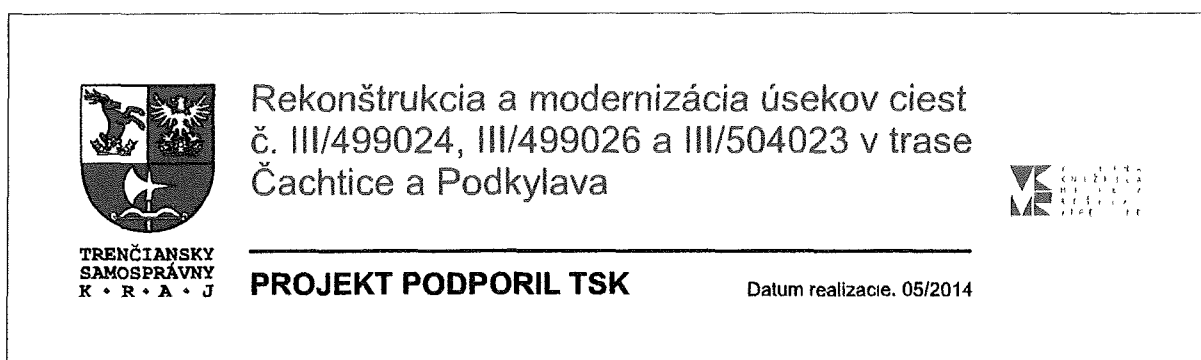 Rekonštrukcia a modernizácia úsekov ciest
č. III/499024, III/499026 a III/504023 v trase
Čachtice a Podkylava
TRENČIANSKY
SAMOSPRÁVNY
K · R · A · J
PROJEKT PODPORIL TSK
Datum realizacie. 05/2014